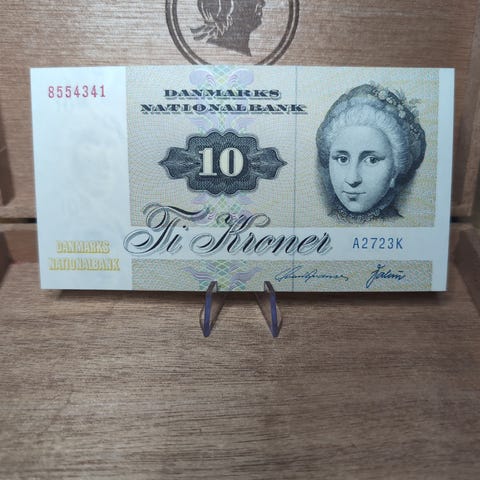 8554341
DANMARKS
NATIONALBANK
10
Ti Kroner
A2723K
DANMARKS
NATIONALBANK